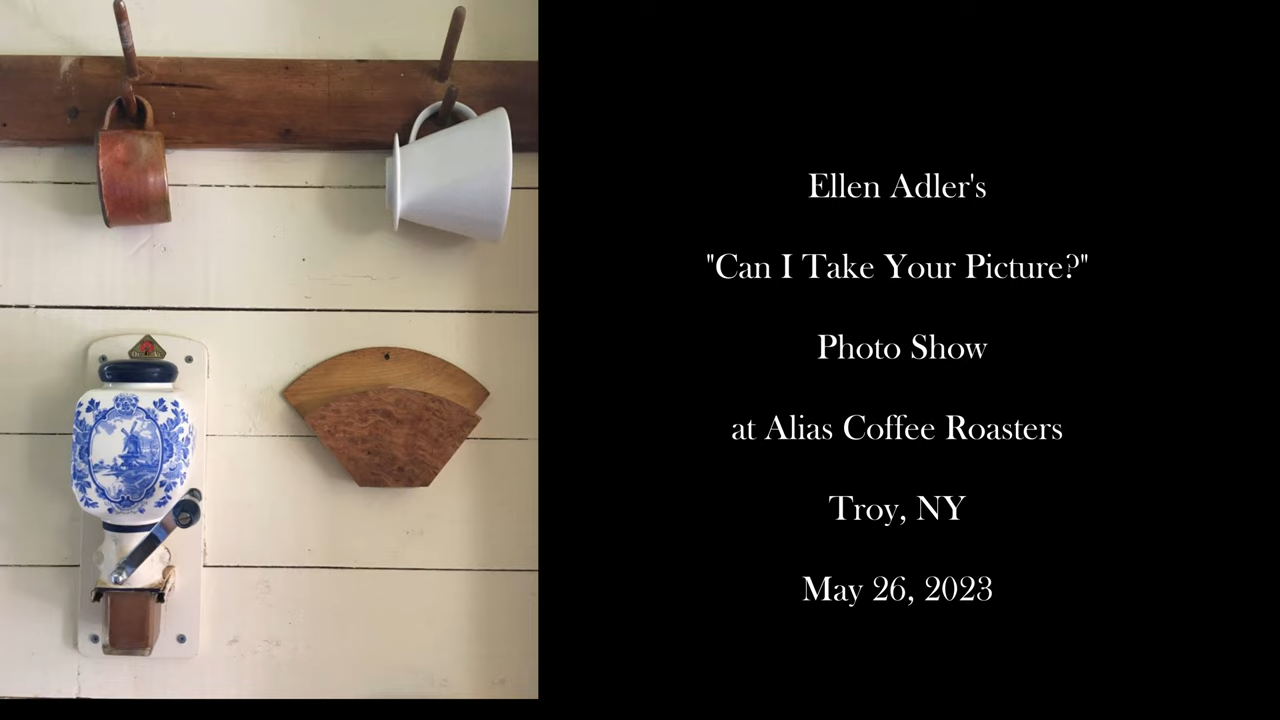 Ellen Adler's
"Can I Take Your Picture?"
Photo Show
at Alias Coffee Roasters
Troy, NY
May 26, 2023